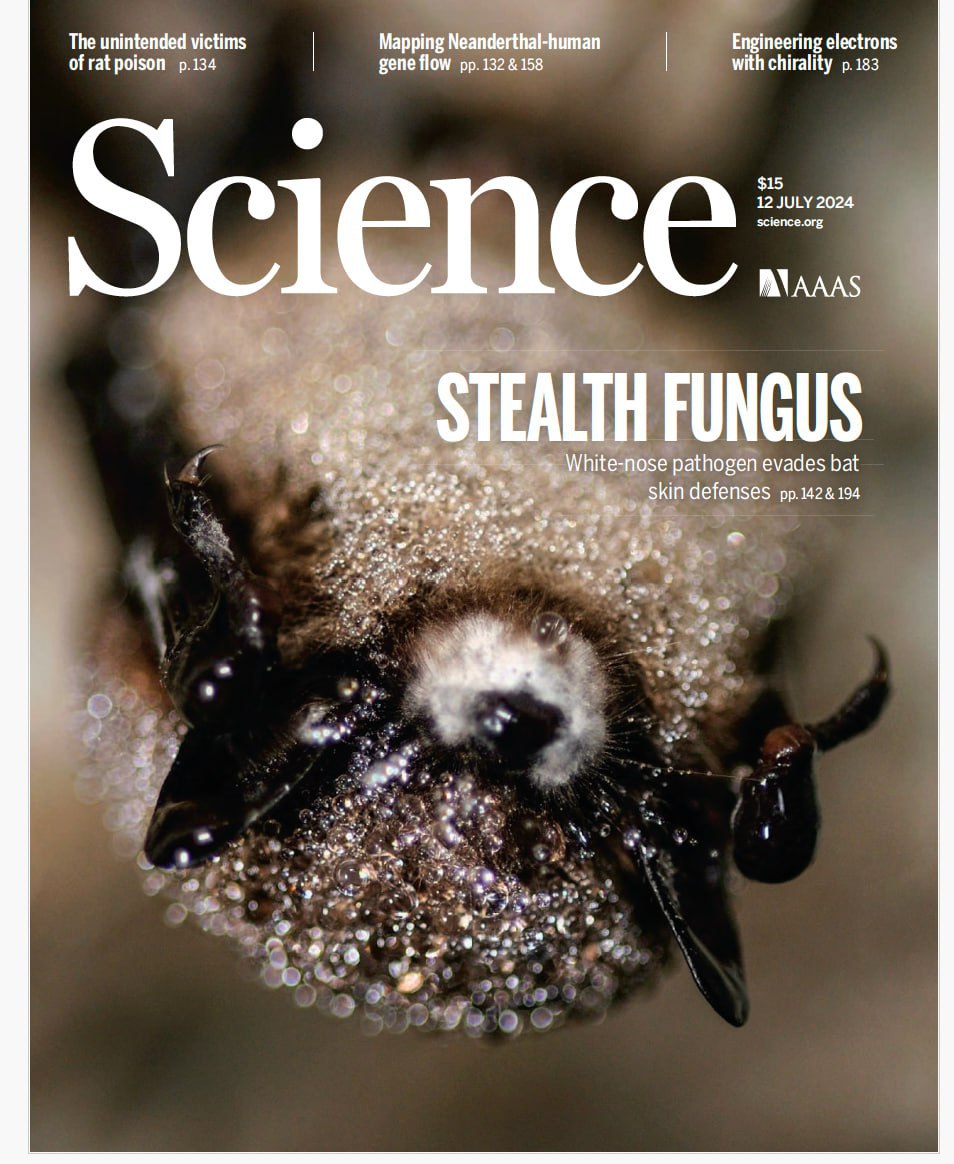 The unintended victims
of rat poison p. 134
Mapping Neanderthal-human
gene flow pp. 132 & 158
Engineering electrons
with chirality p. 183
Science
$15
12 JULY 2024
science.org
AAAS
STEALTH FUNGUS
White-nose pathogen evades bat
skin defenses pp. 142 & 194